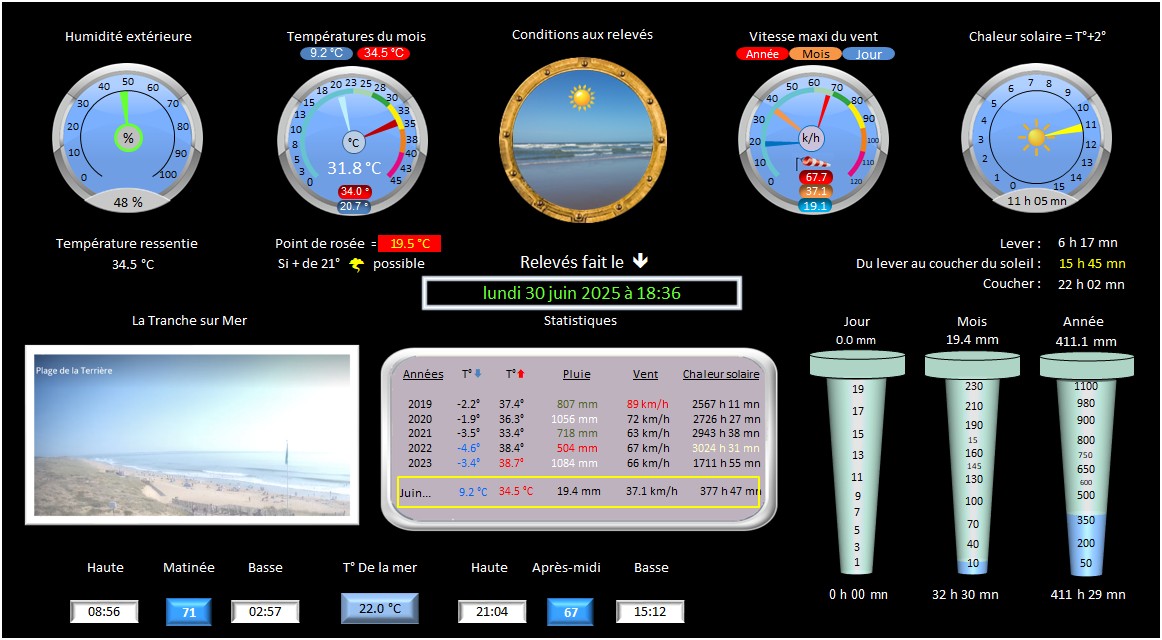 Humidité extérieure
Températures du mois
9.2 °C 34.5 °C
Conditions aux relevés
Vitesse maxi du vent
Année Mois Jour
Chaleur solaire = T°+2°
0 10 20 30 40 50 60 70 80 90 100
%
48 %
0 3 5 8 10 13 15 18 20 23 25 28 30 33 35 38 40 43 45
°C
31.8 °C
34.0 °
20.7 °
0 10 20 30 40 50 60 70 80 90 100 110 120
k/h
67.7
37.1
19.1
0 1 2 3 4 5 6 7 8 9 10 11 12 13 14 15
11 h 05 mn
Température ressentie
34.5 °C
Point de rosée = 19.5 °C
Si + de 21° possible
Relevés fait le
lundi 30 juin 2025 à 18:36
Lever : 6 h 17 mn
Du lever au coucher du soleil : 15 h 45 mn
Coucher : 22 h 02 mn
La Tranche sur Mer
Plage de la Terrière
Statistiques
Années T° T° Pluie Vent Chaleur solaire
2019 -2.2° 37.4° 807 mm 89 km/h 2567 h 11 mn
2020 -1.9° 36.3° 1056 mm 72 km/h 2726 h 27 mn
2021 -3.5° 33.4° 718 mm 63 km/h 2943 h 38 mn
2022 -4.6° 38.4° 504 mm 67 km/h 3024 h 31 mn
2023 -3.4° 38.7° 1084 mm 66 km/h 1711 h 55 mn
Juin... 9.2 °C 34.5 °C 19.4 mm 37.1 km/h 377 h 47 mn
Jour
0.0 mm
19
17
15
13
11
9
7
5
3
1
0 h 00 mn
Mois
19.4 mm
230
210
190
15
160
145
130
100
70
40
10
32 h 30 mn
Année
411.1 mm
1100
980
900
800
750
650
600
500
350
200
50
411 h 29 mn
Haute Matinée Basse
08:56 71 02:57
T° De la mer
22.0 °C
Haute Après-midi Basse
21:04 67 15:12